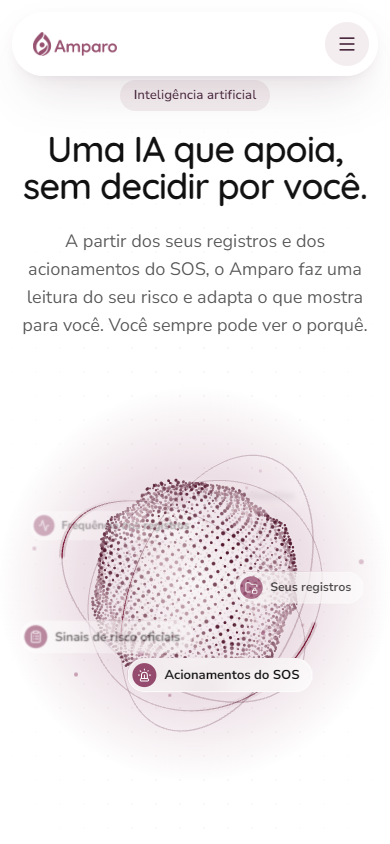 Amparo
Inteligência artificial
Uma IA que apoia,
sem decidir por você.
A partir dos seus registros e dos
acionamentos do SOS, o Amparo faz uma
leitura do seu risco e adapta o que mostra
para você. Você sempre pode ver o porquê.
Seus registros
Sinais de risco oficiais
Acionamentos do SOS